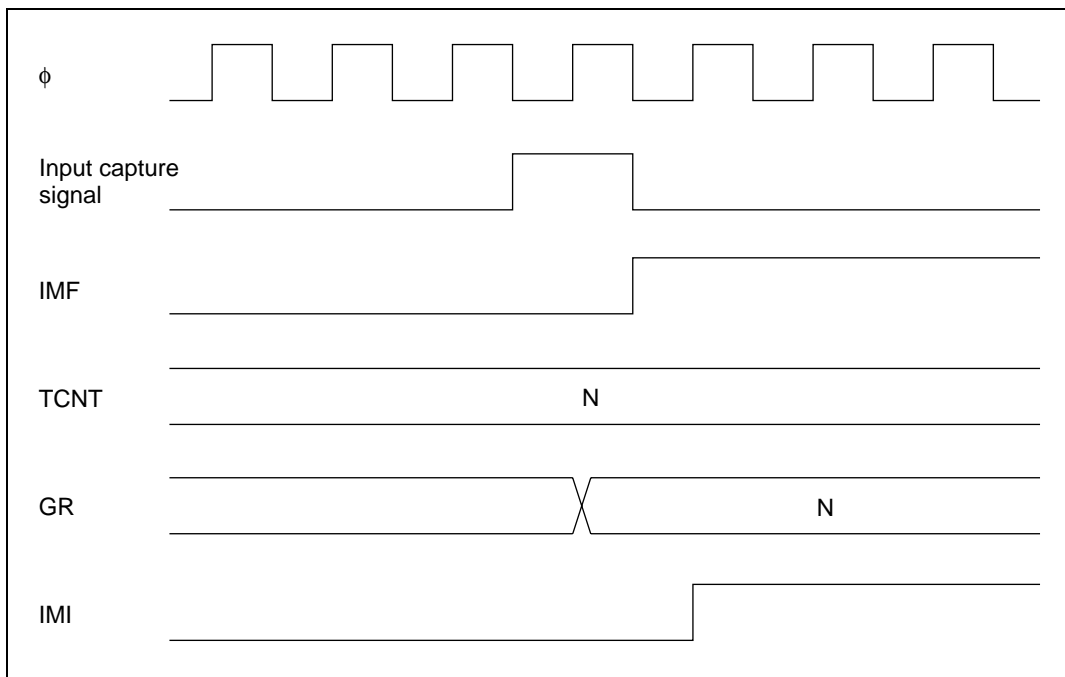 ϕ
Input capture
signal
IMF
TCNT
N
GR
N
IMI